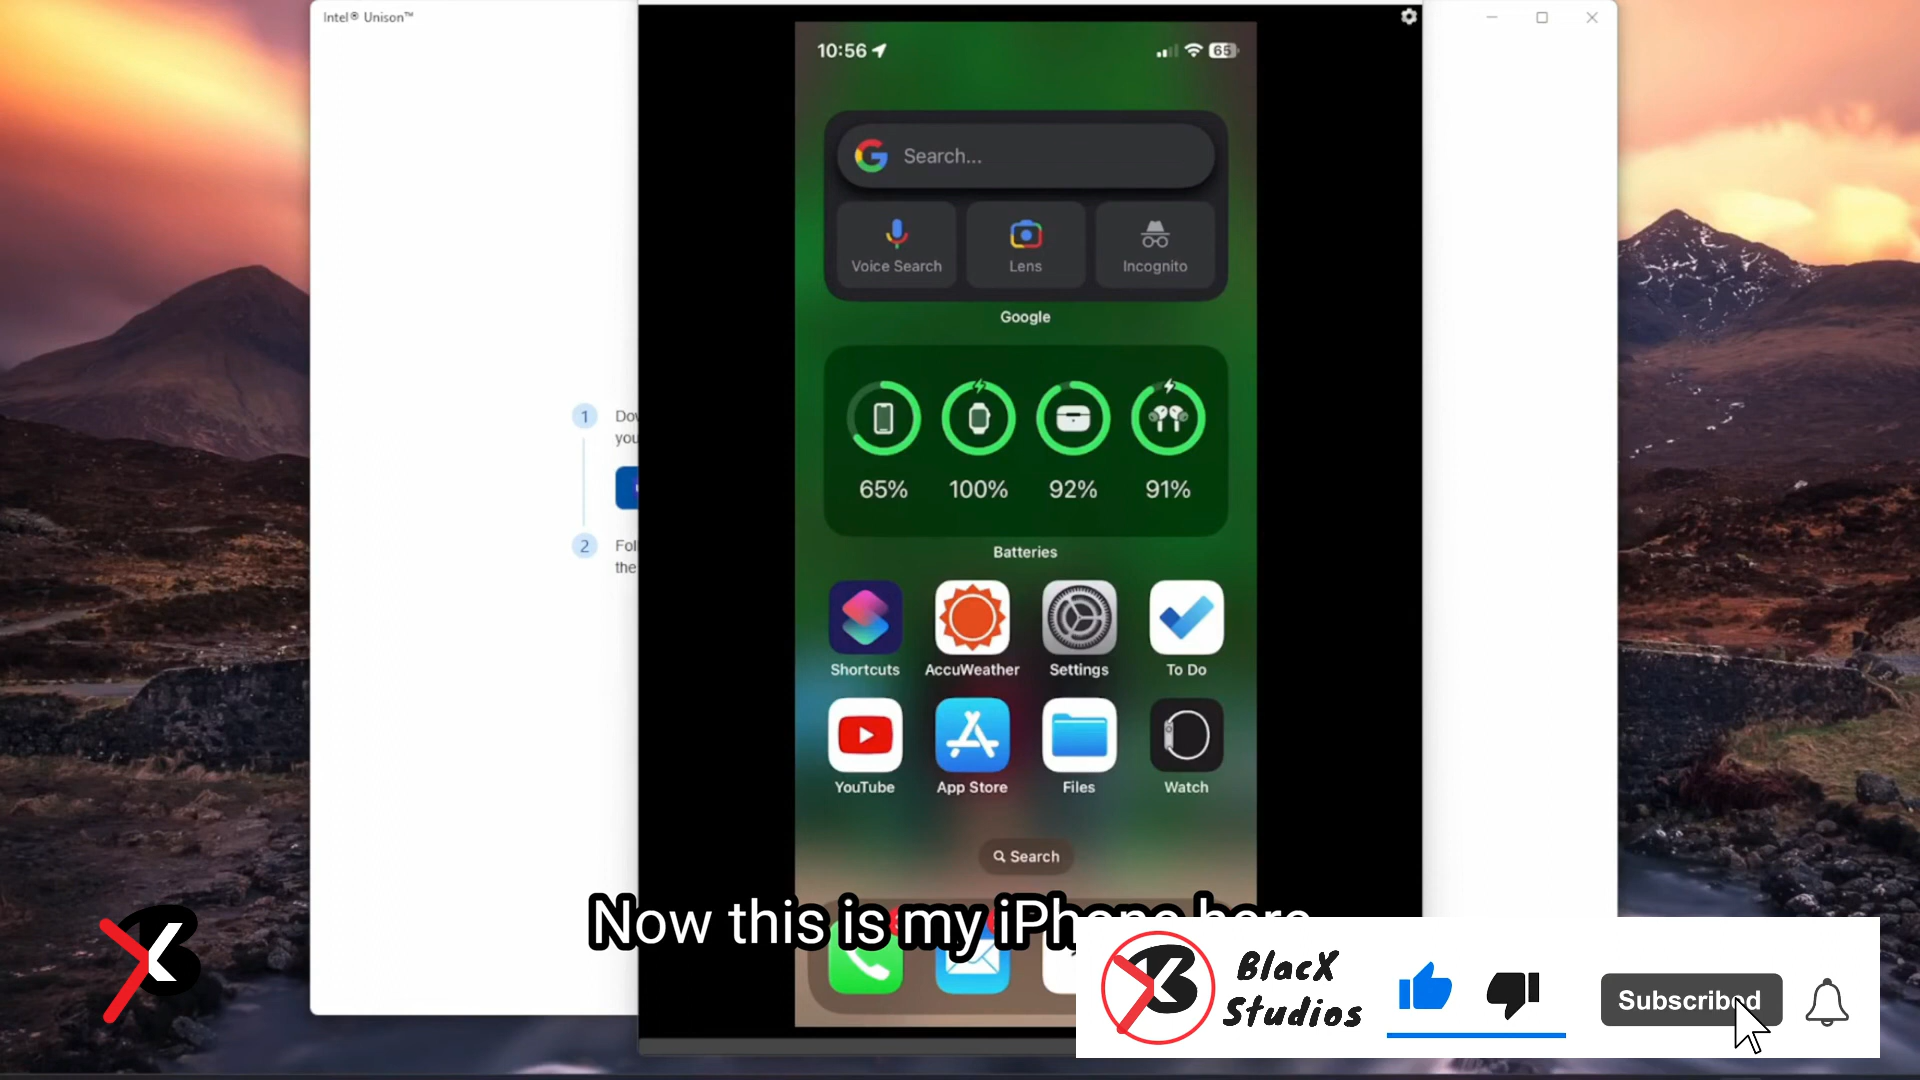 Intel® Unison™
10:56
65
Search...
Voice Search
Lens
Incognito
Google
1
2
65%
100%
92%
91%
Batteries
Shortcuts
AccuWeather
Settings
To Do
YouTube
App Store
Files
Watch
Search
Now this is my iPhone here
BlacX
Studios
Subscribed